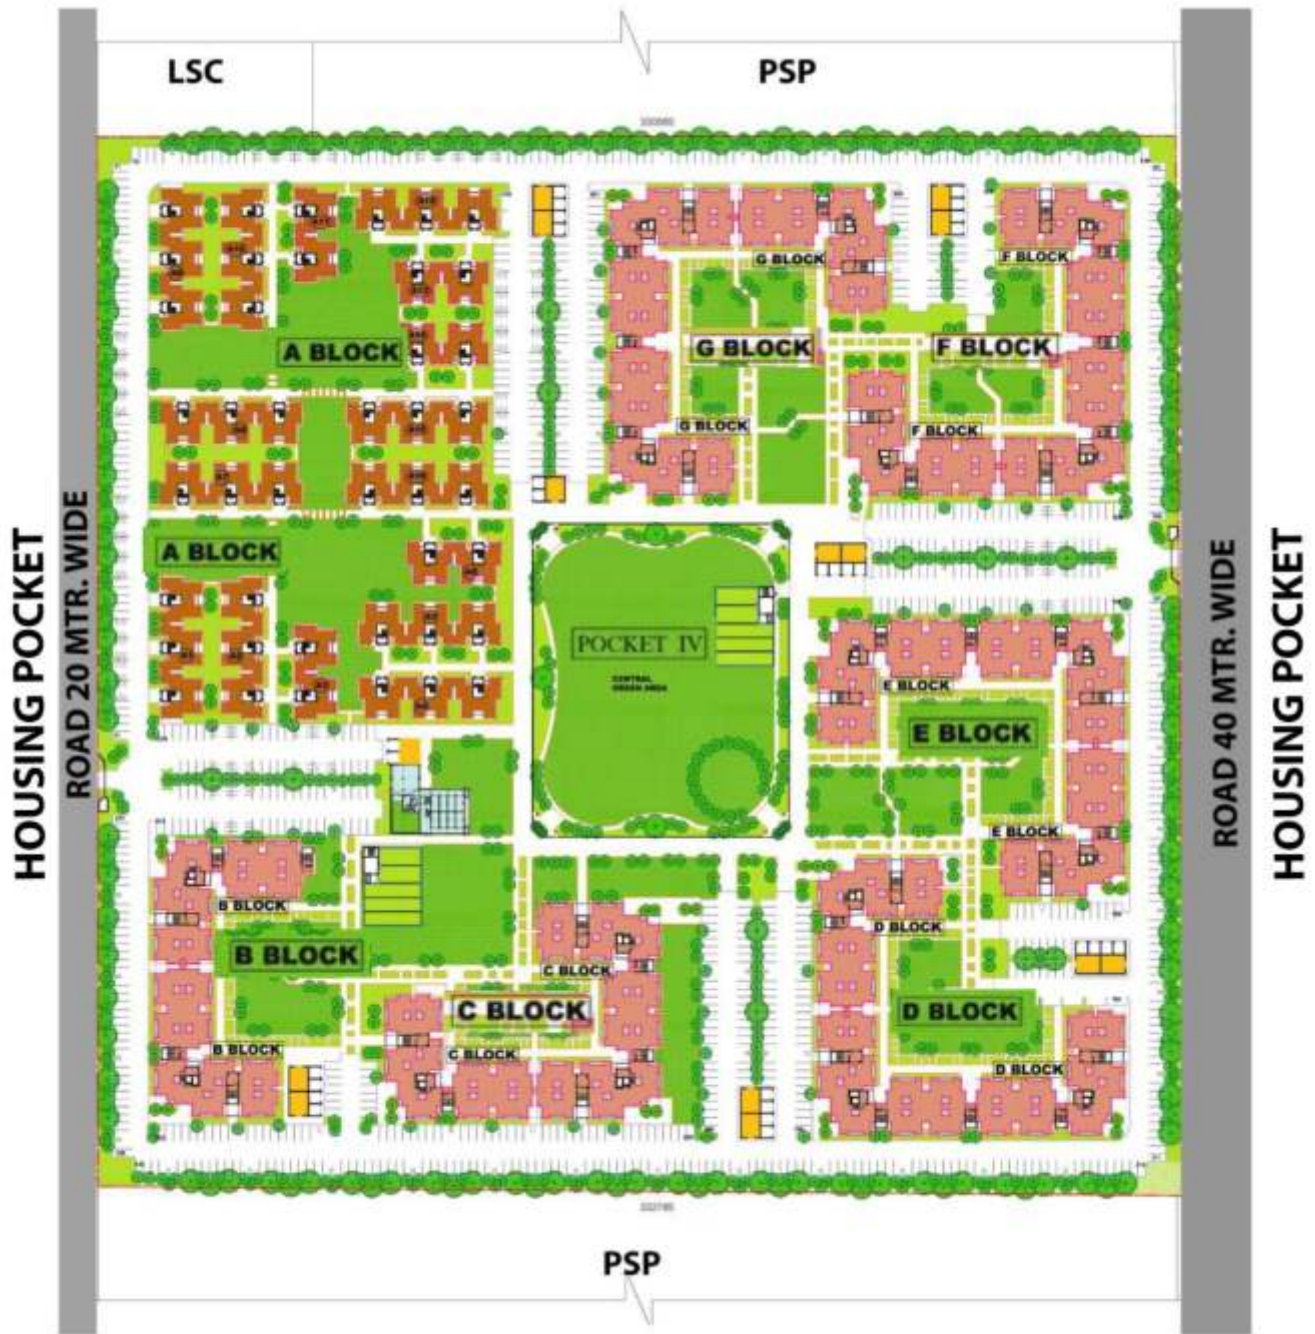 LSC
PSP
G BLOCK
F BLOCK
A BLOCK
G BLOCK
F BLOCK
G BLOCK
F BLOCK
A BLOCK
HOUSING POCKET
ROAD 20 MTR. WIDE
POCKET IV
CENTRAL
GREEN AREA
ROAD 40 MTR. WIDE
HOUSING POCKET
E BLOCK
E BLOCK
E BLOCK
B BLOCK
B BLOCK
D BLOCK
C BLOCK
C BLOCK
D BLOCK
B BLOCK
C BLOCK
D BLOCK
PSP